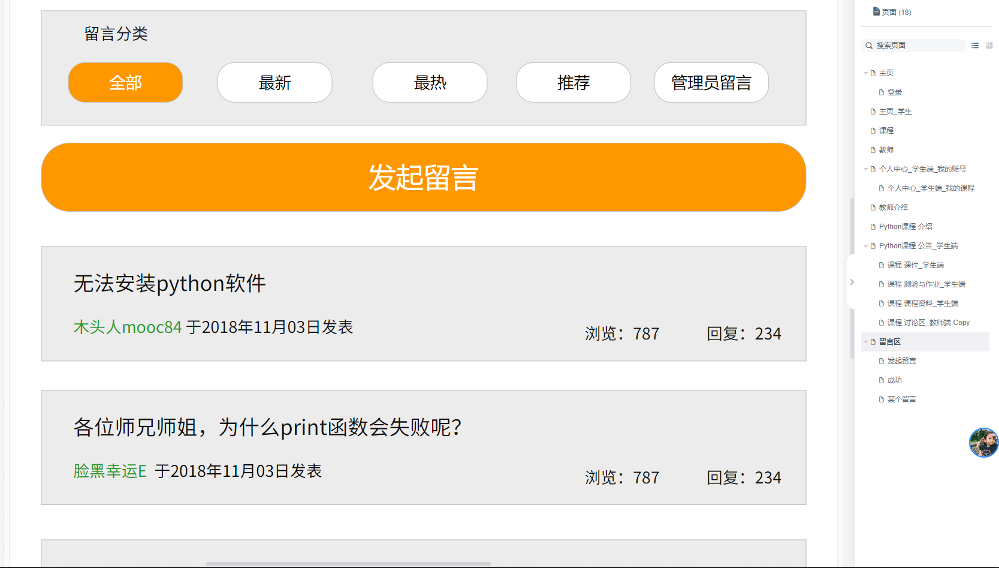 留言分类
全部 最新 最热 推荐 管理员留言
发起留言
无法安装python软件
木头人mooc84 于2018年11月03日发表
浏览：787 回复：234
各位师兄师姐，为什么print函数会失败呢？
脸黑幸运E 于2018年11月03日发表
浏览：787 回复：234
页面 (18)
搜索页面
主页
登录
主页_学生
课程
教师
个人中心_学生端_我的账号
个人中心_学生端_我的课程
教师介绍
Python课程 介绍
Python课程 公告_学生端
课程 课件_学生端
课程 测验与作业_学生端
课程 课程资料_学生端
课程 讨论区_教师端 Copy
留言区
发起留言
成功
某个留言